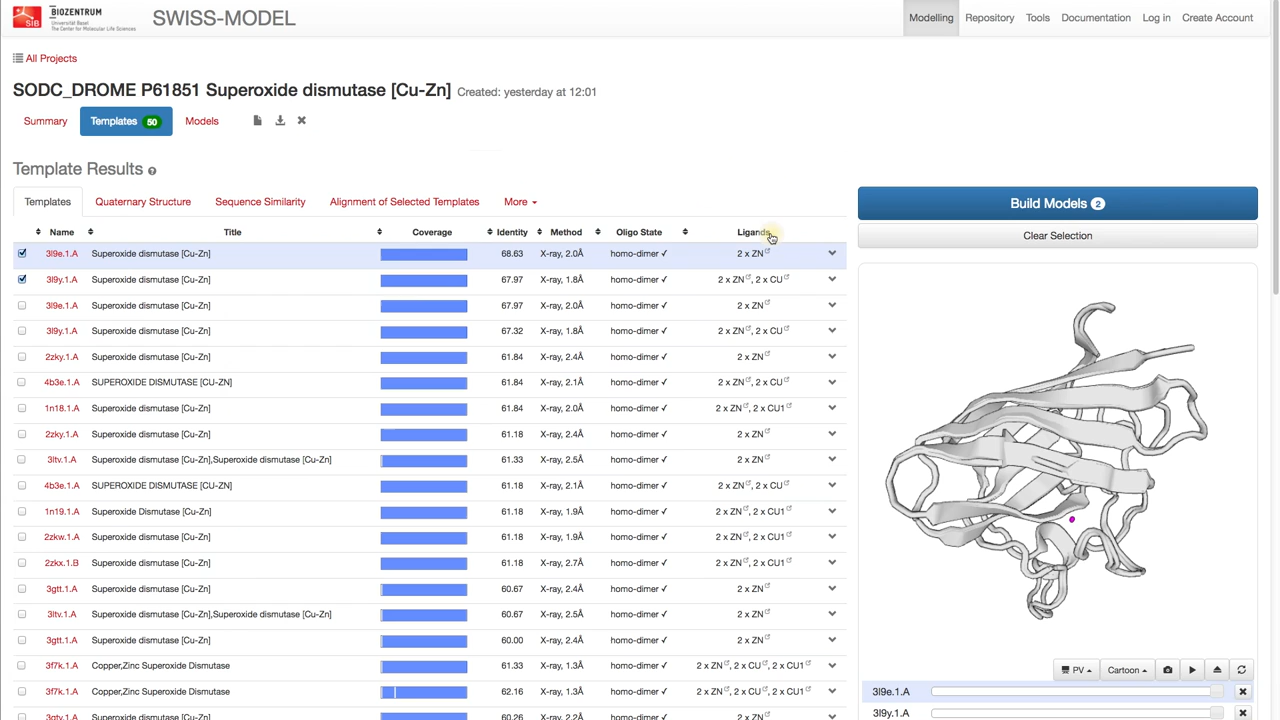 SIB
BIOZENTRUM
Universität Basel
The Center for Molecular Life Sciences
SWISS-MODEL
Modelling Repository Tools Documentation Log in Create Account
All Projects
SODC_DROME P61851 Superoxide dismutase [Cu-Zn] Created: yesterday at 12:01
Summary Templates 50 Models
Template Results
Templates Quaternary Structure Sequence Similarity Alignment of Selected Templates More
Build Models 2
Clear Selection
Name Title Coverage Identity Method Oligo State Ligands
3l9e.1.A Superoxide dismutase [Cu-Zn] 68.63 X-ray, 2.0Å homo-dimer ✓ 2 x ZN
3l9y.1.A Superoxide dismutase [Cu-Zn] 67.97 X-ray, 1.8Å homo-dimer ✓ 2 x ZN, 2 x CU
3l9e.1.A Superoxide dismutase [Cu-Zn] 67.97 X-ray, 2.0Å homo-dimer ✓ 2 x ZN
3l9y.1.A Superoxide dismutase [Cu-Zn] 67.32 X-ray, 1.8Å homo-dimer ✓ 2 x ZN, 2 x CU
2zky.1.A Superoxide dismutase [Cu-Zn] 61.84 X-ray, 2.4Å homo-dimer ✓ 2 x ZN
4b3e.1.A SUPEROXIDE DISMUTASE [CU-ZN] 61.84 X-ray, 2.1Å homo-dimer ✓ 2 x ZN, 2 x CU
1n18.1.A Superoxide dismutase [Cu-Zn] 61.84 X-ray, 2.0Å homo-dimer ✓ 2 x ZN, 2 x CU1
2zky.1.A Superoxide dismutase [Cu-Zn] 61.18 X-ray, 2.4Å homo-dimer ✓ 2 x ZN
3ltv.1.A Superoxide dismutase [Cu-Zn],Superoxide dismutase [Cu-Zn] 61.33 X-ray, 2.5Å homo-dimer ✓ 2 x ZN
4b3e.1.A SUPEROXIDE DISMUTASE [CU-ZN] 61.18 X-ray, 2.1Å homo-dimer ✓ 2 x ZN, 2 x CU
1n19.1.A Superoxide Dismutase [Cu-Zn] 61.18 X-ray, 1.9Å homo-dimer ✓ 2 x ZN, 2 x CU1
2zkw.1.A Superoxide dismutase [Cu-Zn] 61.18 X-ray, 1.9Å homo-dimer ✓ 2 x ZN, 2 x CU1
2zkx.1.B Superoxide dismutase [Cu-Zn] 61.18 X-ray, 2.7Å homo-dimer ✓ 2 x ZN, 2 x CU1
3gtt.1.A Superoxide dismutase [Cu-Zn] 60.67 X-ray, 2.4Å homo-dimer ✓ 2 x ZN
3ltv.1.A Superoxide dismutase [Cu-Zn],Superoxide dismutase [Cu-Zn] 60.67 X-ray, 2.5Å homo-dimer ✓ 2 x ZN
3gtt.1.A Superoxide dismutase [Cu-Zn] 60.00 X-ray, 2.4Å homo-dimer ✓ 2 x ZN
3f7k.1.A Copper,Zinc Superoxide Dismutase 61.33 X-ray, 1.3Å homo-dimer ✓ 2 x ZN, 2 x CU, 2 x CU1
3f7k.1.A Copper,Zinc Superoxide Dismutase 62.16 X-ray, 1.3Å homo-dimer ✓ 2 x ZN, 2 x CU, 2 x CU1
3gtv.1.A Superoxide dismutase [Cu-Zn] 60.26 X-ray, 2.2Å homo-dimer ✓ 2 x ZN
PV Cartoon
3l9e.1.A
3l9y.1.A